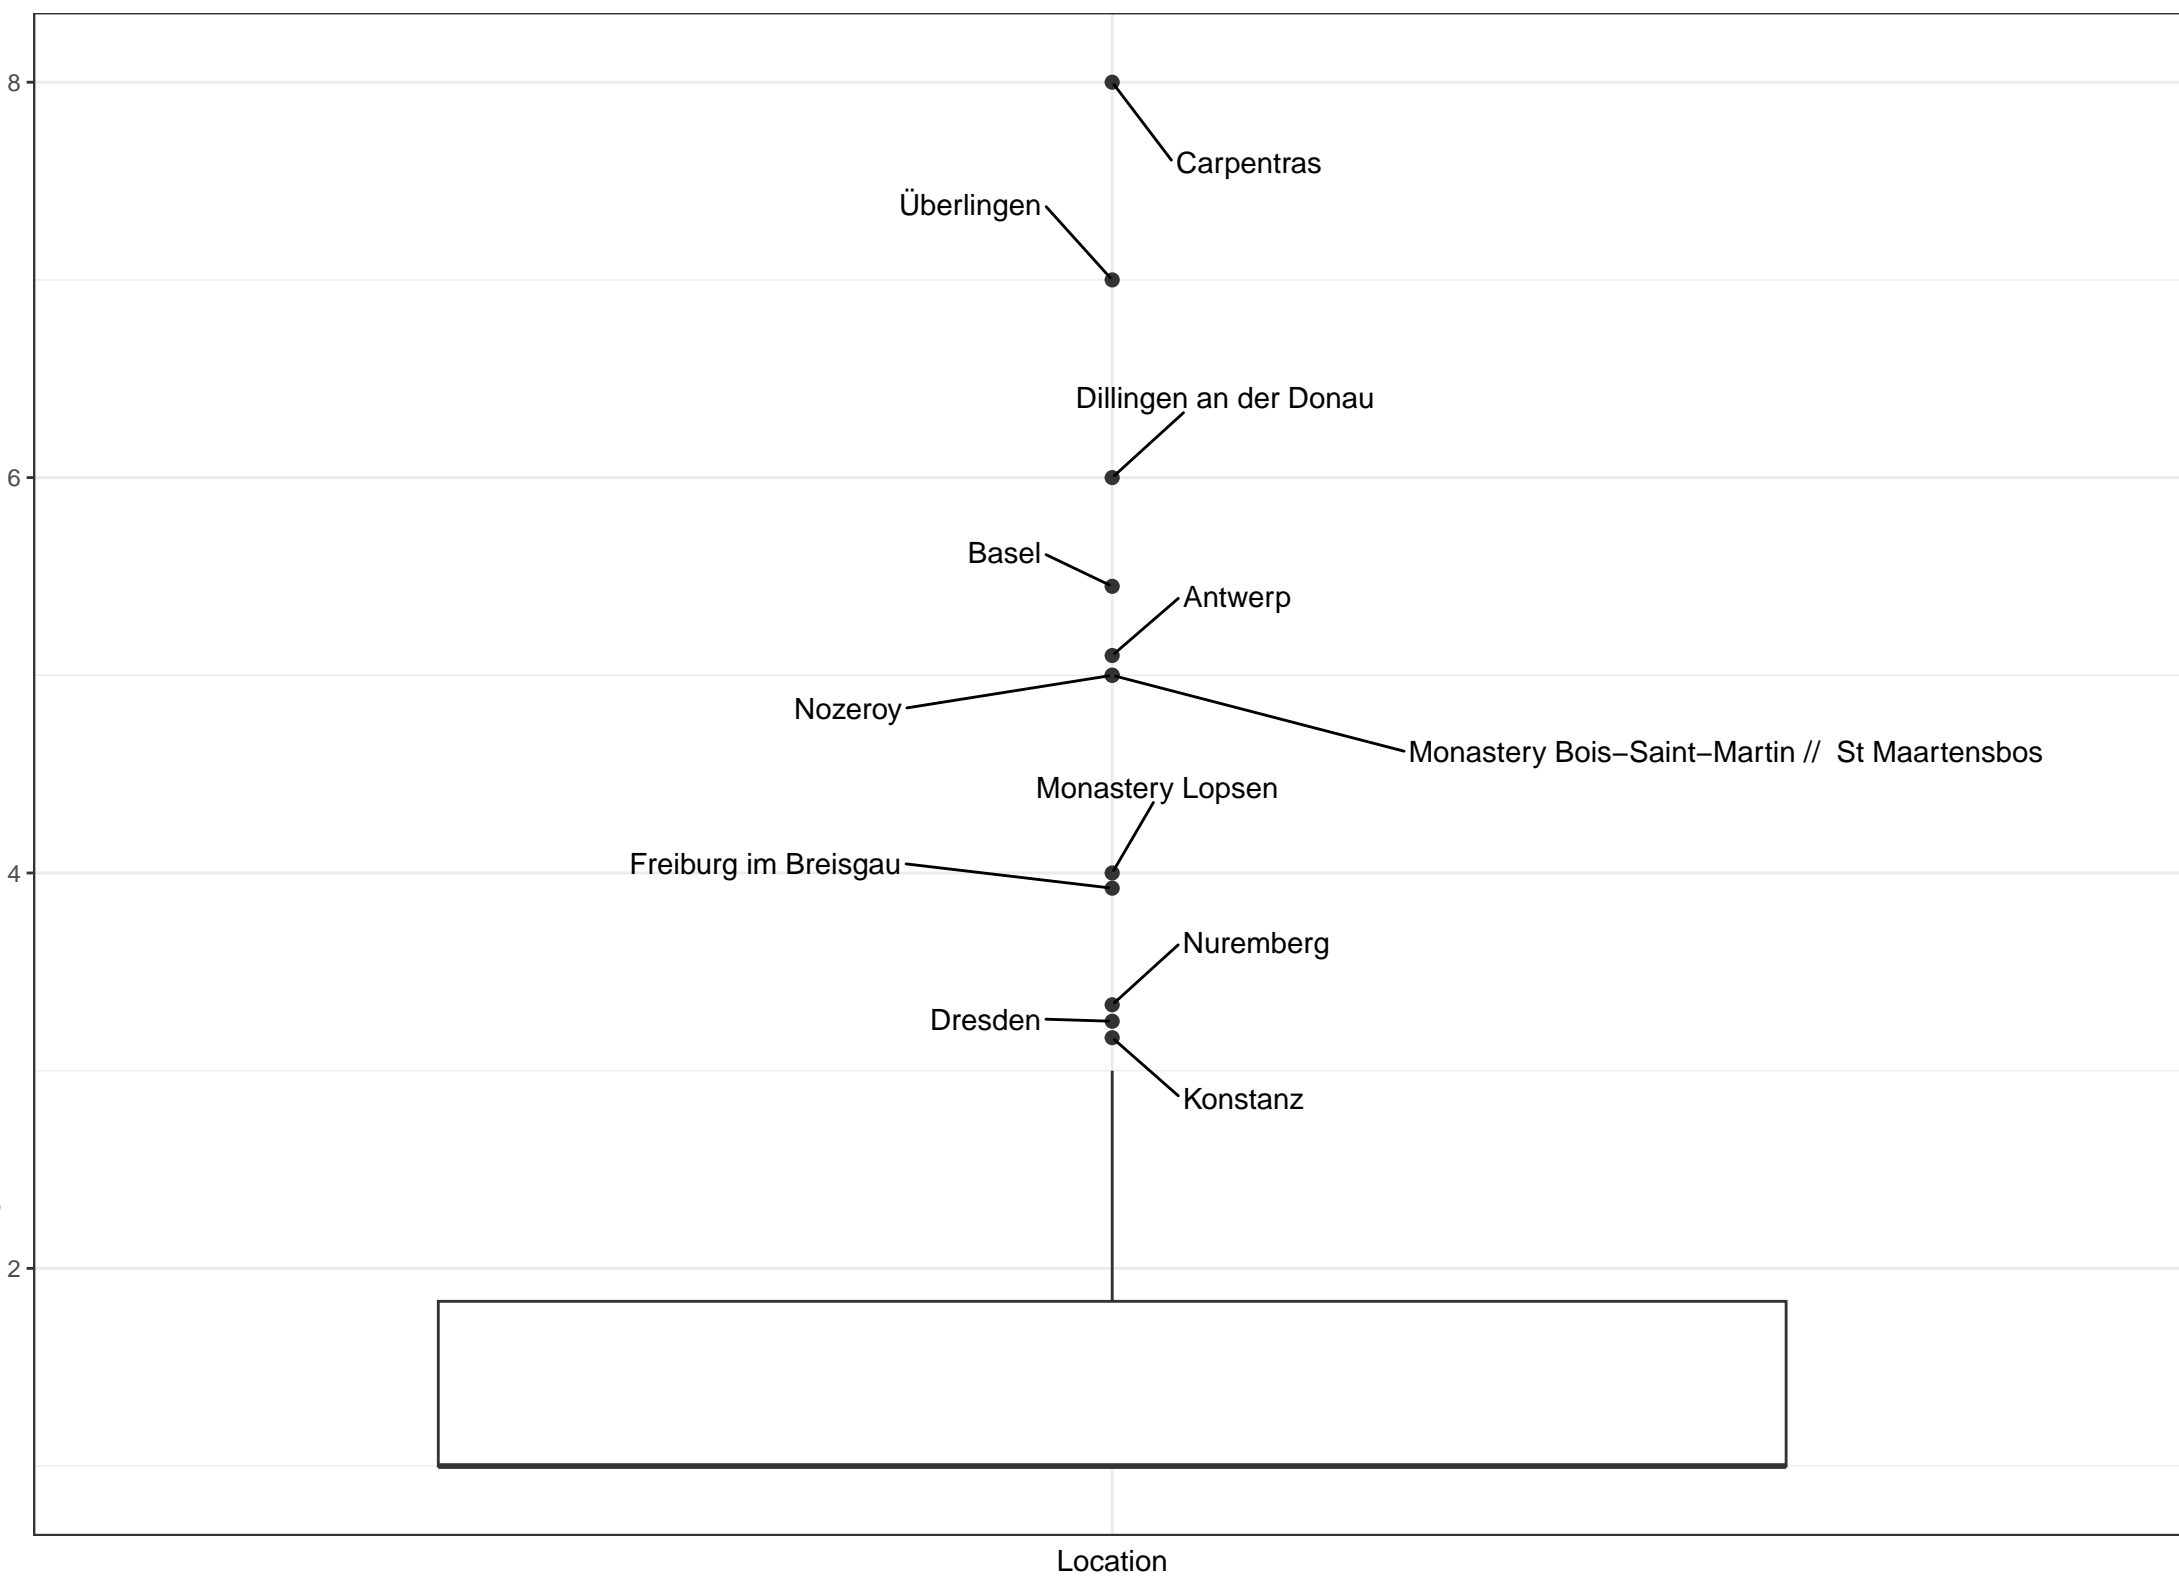 8
Carpentras
Überlingen
Dillingen an der Donau
6
Basel
Antwerp
Nozeroy
Monastery Bois−Saint−Martin //  St Maartensbos
Monastery Lopsen
Freiburg im Breisgau
4
Nuremberg
Dresden
Konstanz
2
Location